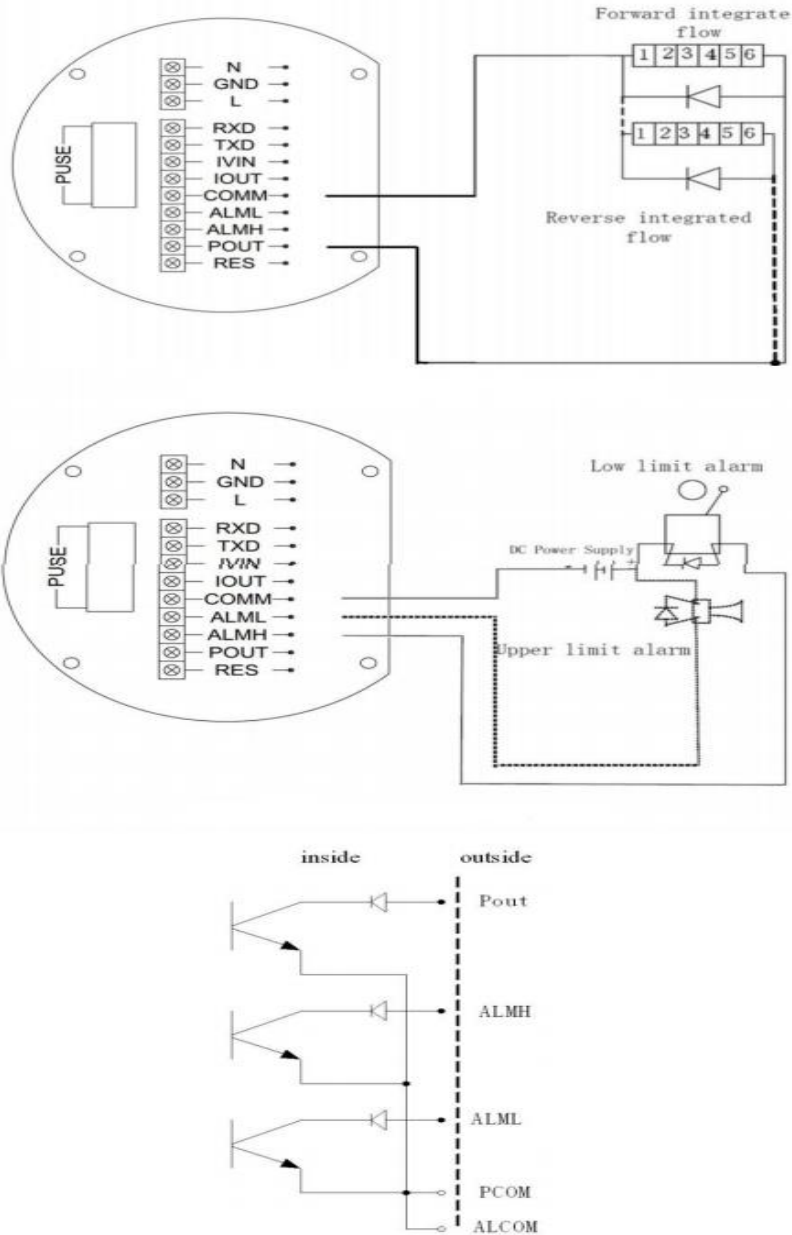 Forward integrate
flow
1 2 3 4 5 6
N
GND
L
RXD
TXD
IVIN
IOUT
COMM
ALML
ALMH
POUT
RES
PUSE
1 2 3 4 5 6
Reverse integrated
flow
N
GND
L
RXD
TXD
IVIN
IOUT
COMM
ALML
ALMH
POUT
RES
PUSE
Low limit alarm
DC Power Supply
- +
Upper limit alarm
inside outside
Pout
ALMH
ALML
PCOM
ALCOM